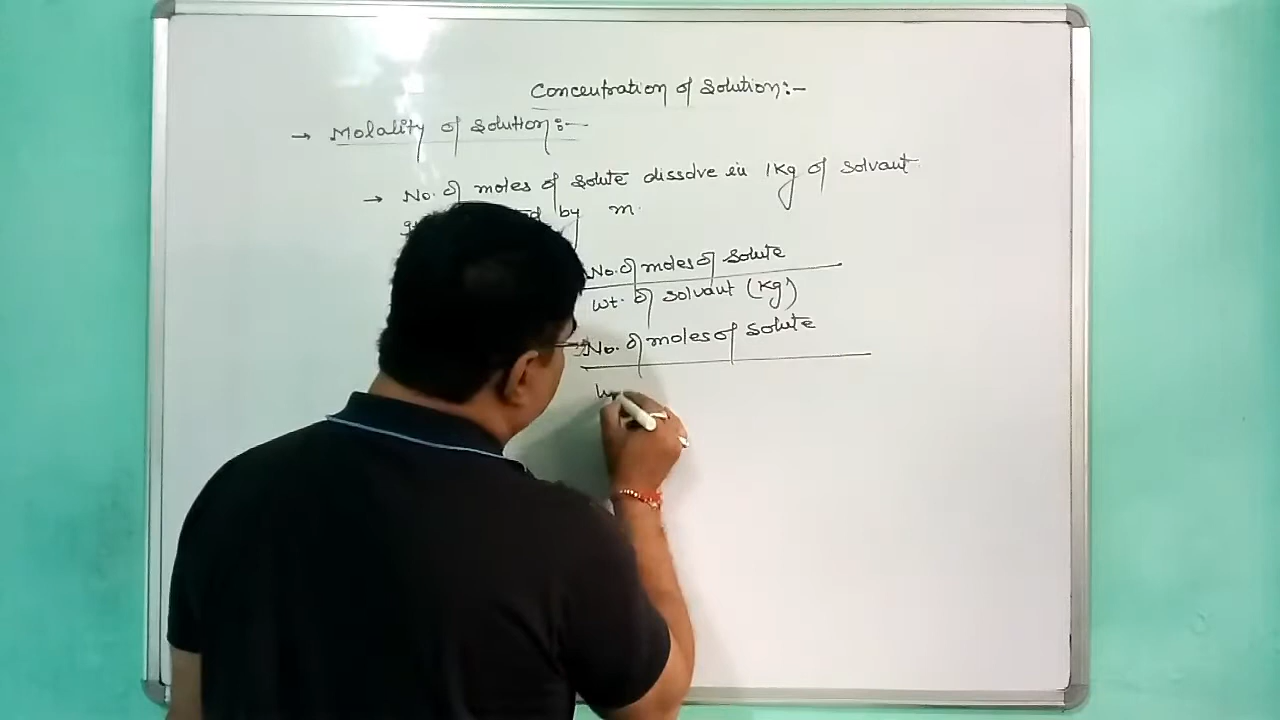 Concentration of Solution:-
→ Molality of Solution:-
→ No. of moles of Solute dissolve in 1Kg of Solvant
by m.
No. of moles of Solute
wt. of Solvant (Kg)
No. of moles of Solute